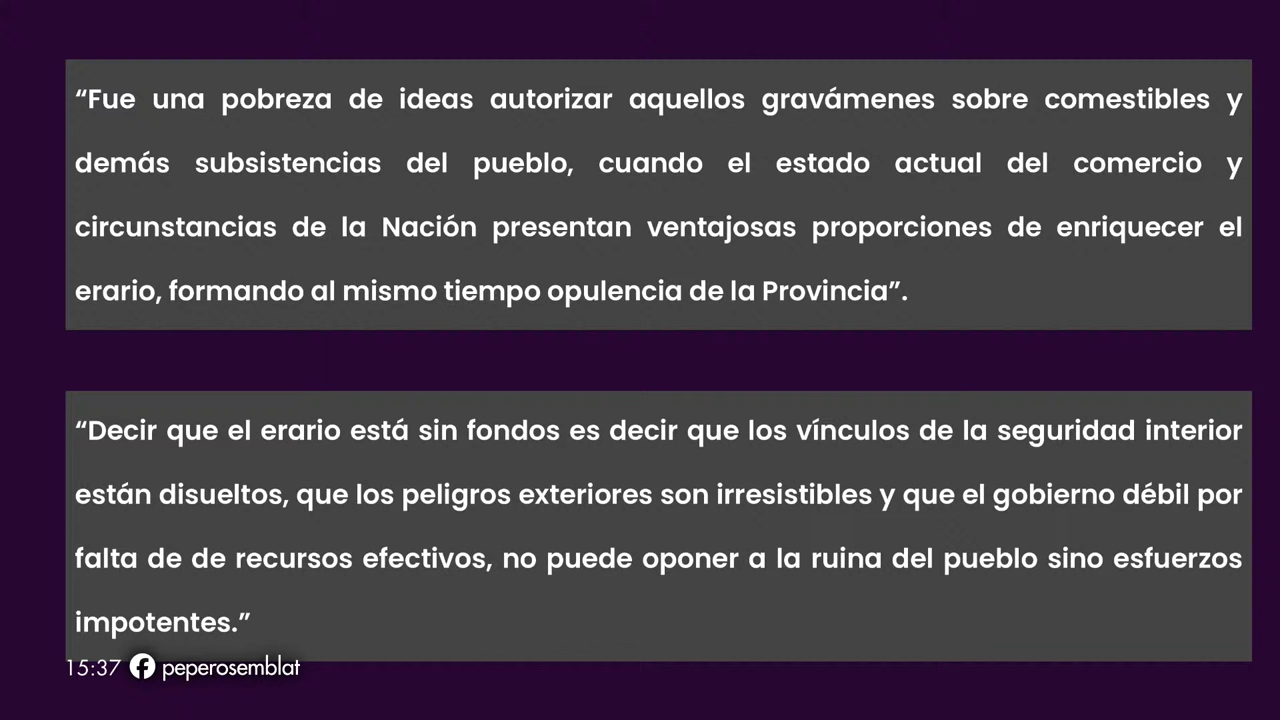 “Fue una pobreza de ideas autorizar aquellos gravámenes sobre comestibles y
demás subsistencias del pueblo, cuando el estado actual del comercio y
circunstancias de la Nación presentan ventajosas proporciones de enriquecer el
erario, formando al mismo tiempo opulencia de la Provincia”.
“Decir que el erario está sin fondos es decir que los vínculos de la seguridad interior
están disueltos, que los peligros exteriores son irresistibles y que el gobierno débil por
falta de de recursos efectivos, no puede oponer a la ruina del pueblo sino esfuerzos
impotentes.”
15:37 peperosemblat